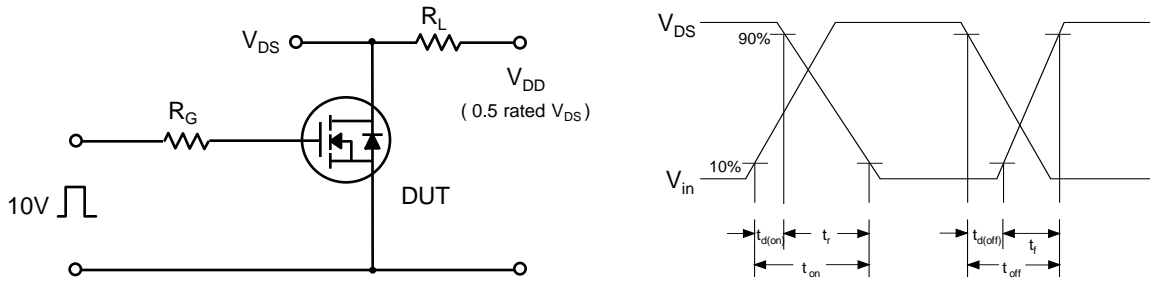 V_DS
R_L
V_DD
( 0.5 rated V_DS )
R_G
10V
DUT
V_DS
90%
10%
V_in
t_d(on)
t_r
t_on
t_d(off)
t_f
t_off